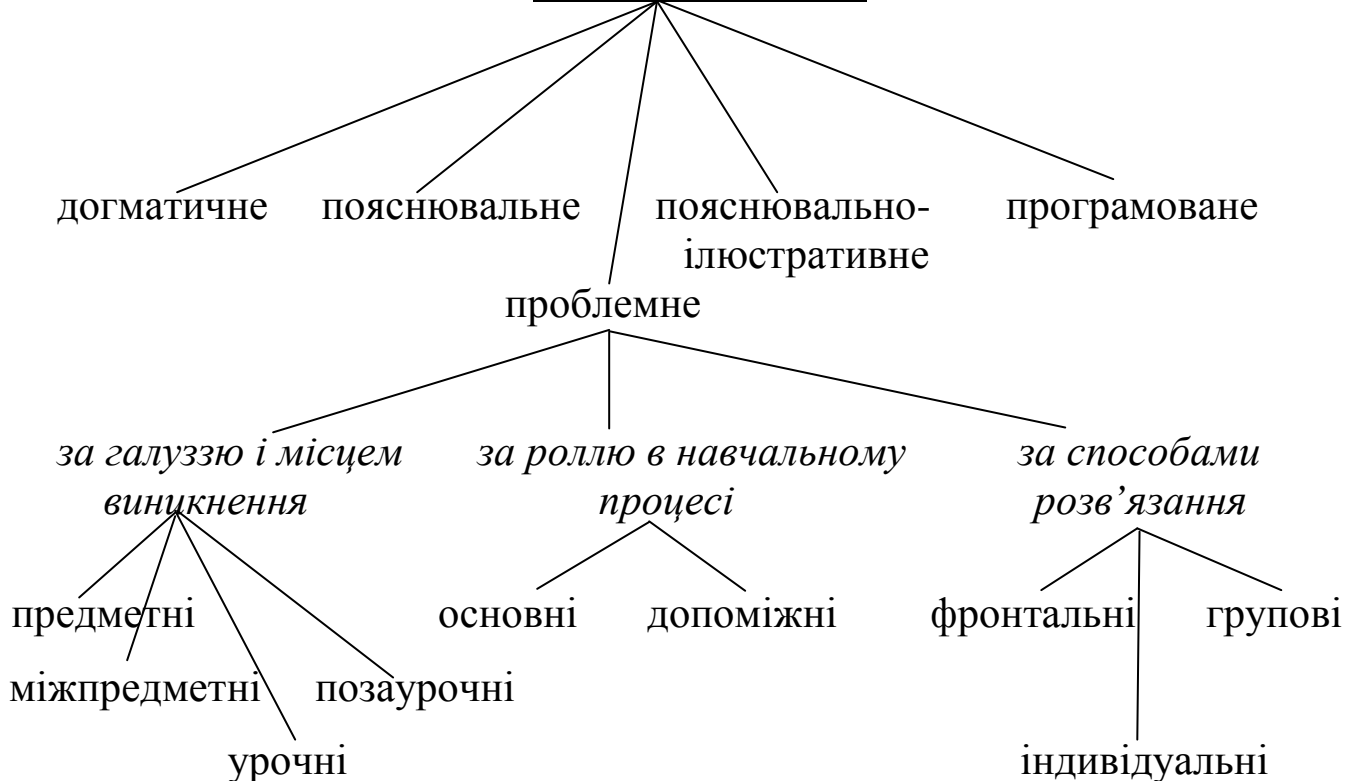 догматичне пояснювальне пояснювально- програмоване
ілюстративне
проблемне
за галуззю і місцем за роллю в навчальному за способами
виникнення процесі розв’язання
предметні основні допоміжні фронтальні групові
міжпредметні позаурочні
урочні індивідуальні